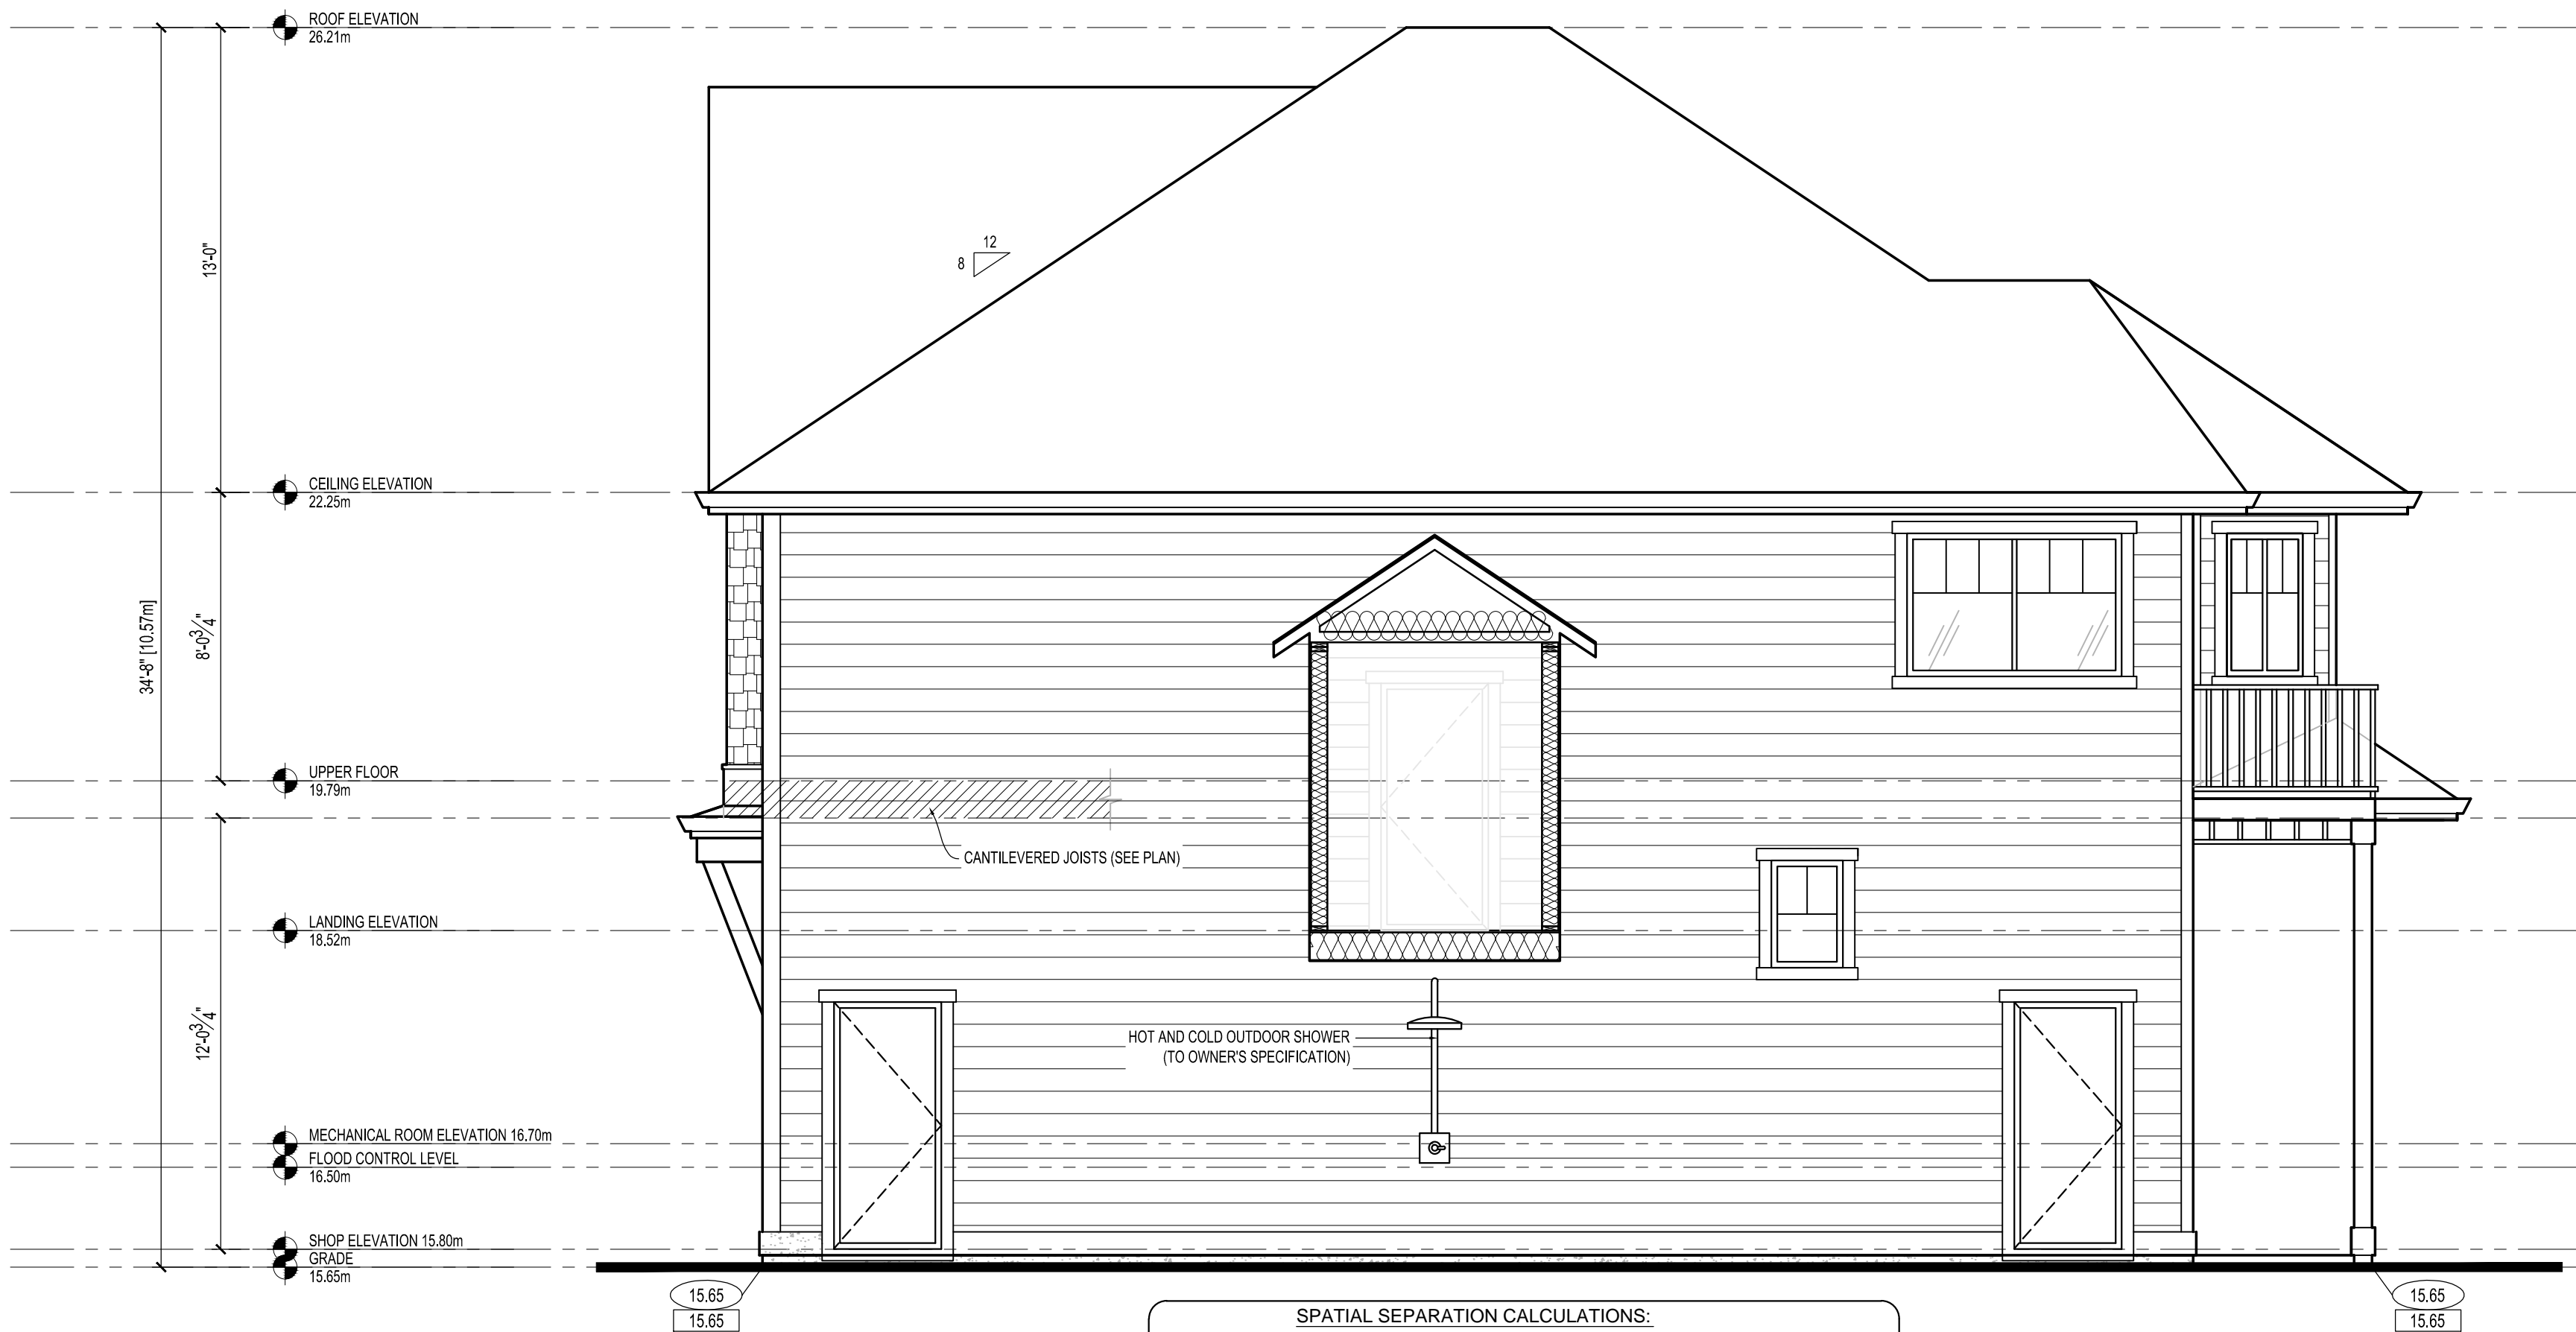 ROOF ELEVATION
26.21m
13'-0"
12
8
CEILING ELEVATION
22.25m
34'-8" [10.57m]
8'-0 3/4"
UPPER FLOOR
19.79m
CANTILEVERED JOISTS (SEE PLAN)
LANDING ELEVATION
18.52m
12'-0 3/4"
HOT AND COLD OUTDOOR SHOWER
(TO OWNER'S SPECIFICATION)
MECHANICAL ROOM ELEVATION 16.70m
FLOOD CONTROL LEVEL
16.50m
SHOP ELEVATION 15.80m
GRADE
15.65m
15.65
15.65
15.65
15.65
SPATIAL SEPARATION CALCULATIONS: